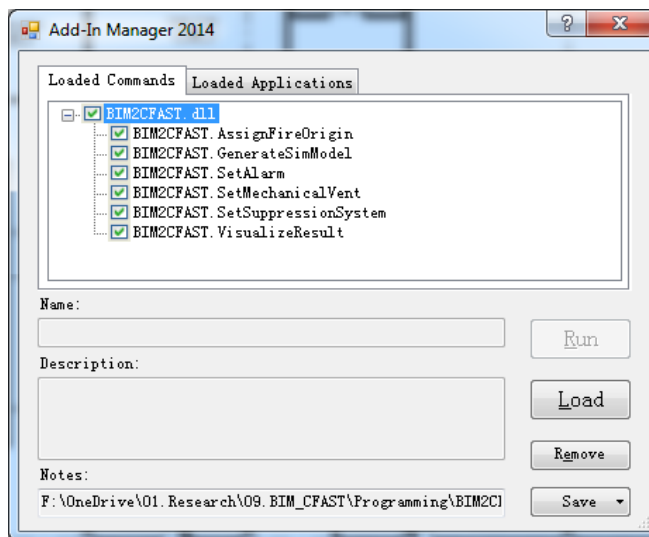 Add-In Manager 2014
Loaded Commands Loaded Applications
BIM2CFAST.dll
BIM2CFAST.AssignFireOrigin
BIM2CFAST.GenerateSimModel
BIM2CFAST.SetAlarm
BIM2CFAST.SetMechanicalVent
BIM2CFAST.SetSuppressionSystem
BIM2CFAST.VisualizeResult
Name:
Run
Description:
Load
Remove
Notes:
F:\OneDrive\01.Research\09.BIM_CFAST\Programming\BIM2C
Save